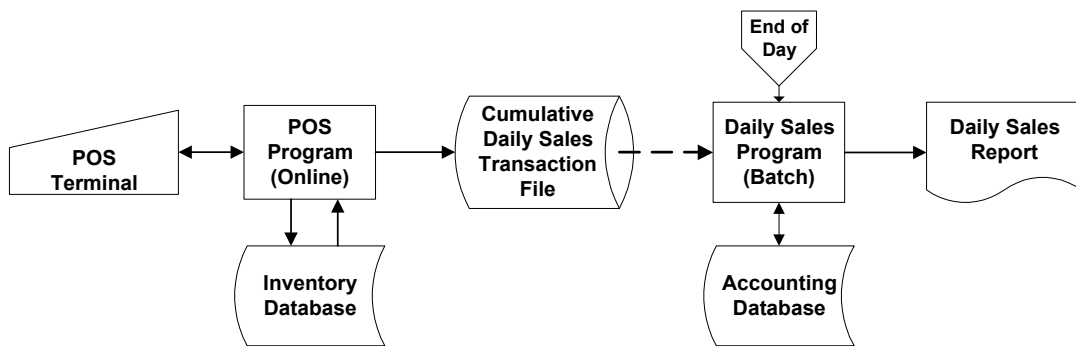 End of
Day
POS
Terminal
POS
Program
(Online)
Cumulative
Daily Sales
Transaction
File
Daily Sales
Program
(Batch)
Daily Sales
Report
Inventory
Database
Accounting
Database